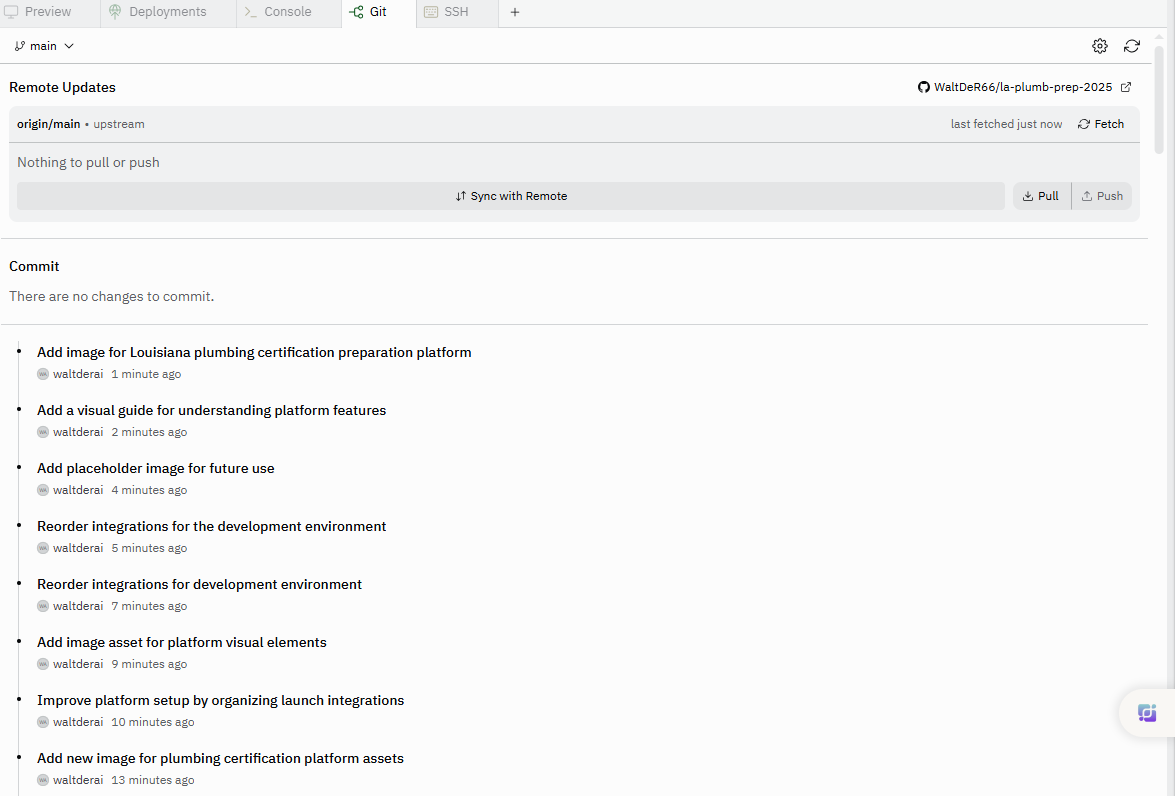 Preview Deployments Console Git SSH
main
Remote Updates WaltDeR66/la-plumb-prep-2025
origin/main • upstream last fetched just now Fetch
Nothing to pull or push
Sync with Remote Pull Push
Commit
There are no changes to commit.
Add image for Louisiana plumbing certification preparation platform
waltderai 1 minute ago
Add a visual guide for understanding platform features
waltderai 2 minutes ago
Add placeholder image for future use
waltderai 4 minutes ago
Reorder integrations for the development environment
waltderai 5 minutes ago
Reorder integrations for development environment
waltderai 7 minutes ago
Add image asset for platform visual elements
waltderai 9 minutes ago
Improve platform setup by organizing launch integrations
waltderai 10 minutes ago
Add new image for plumbing certification platform assets
waltderai 13 minutes ago